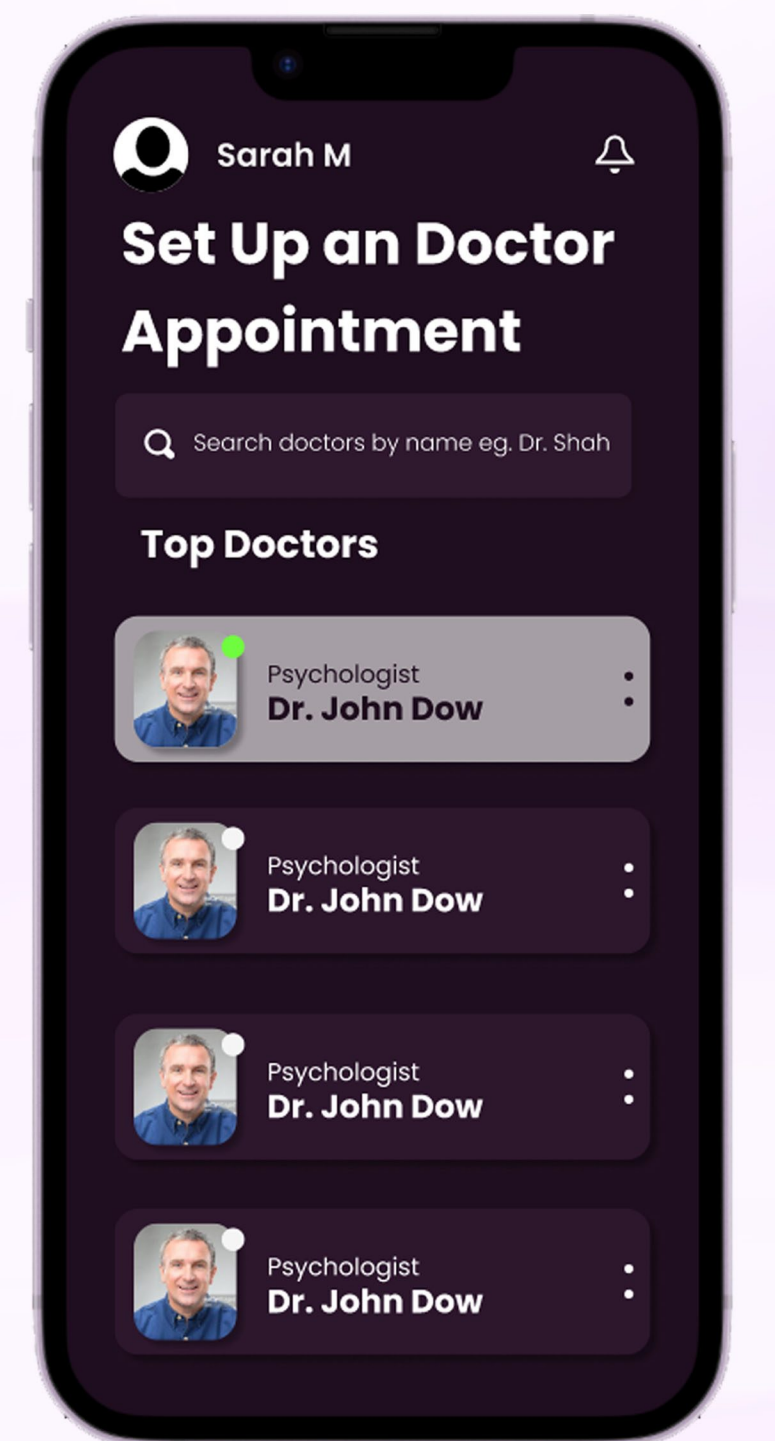 Sarah M
Set Up an Doctor
Appointment
Search doctors by name eg. Dr. Shah
Top Doctors
Psychologist
Dr. John Dow
Psychologist
Dr. John Dow
Psychologist
Dr. John Dow
Psychologist
Dr. John Dow